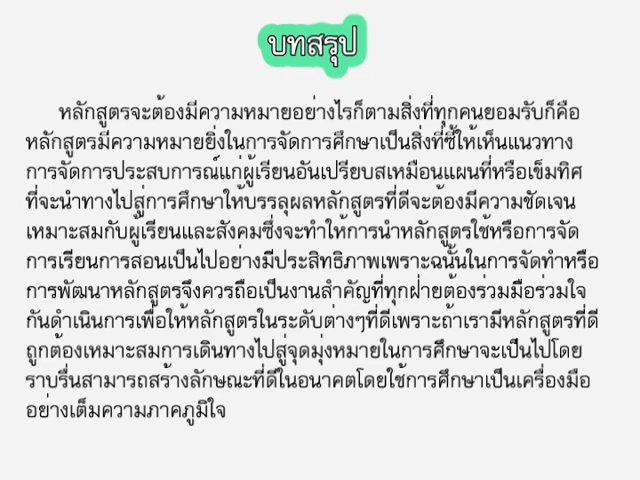 บทสรุป
หลักสูตรจะต้องมีความหมายอย่างไรก็ตามสิ่งที่ทุกคนยอมรับก็คือ
หลักสูตรมีความหมายยิ่งในการจัดการศึกษาเป็นสิ่งที่ชี้ให้เห็นแนวทาง
การจัดการประสบการณ์แก่ผู้เรียนอันเปรียบสเหมือนแผนที่หรือเข็มทิศ
ที่จะนำทางไปสู่การศึกษาให้บรรลุผลหลักสูตรที่ดีจะต้องมีความชัดเจน
เหมาะสมกับผู้เรียนและสังคมซึ่งจะทำให้การนำหลักสูตรใช้หรือการจัด
การเรียนการสอนเป็นไปอย่างมีประสิทธิภาพเพราะฉนั้นในการจัดทำหรือ
การพัฒนาหลักสูตรจึงควรถือเป็นงานสำคัญที่ทุกฝ่ายต้องร่วมมือร่วมใจ
กันดำเนินการเพื่อให้หลักสูตรในระดับต่างๆที่ดีเพราะถ้าเรามีหลักสูตรที่ดี
ถูกต้องเหมาะสมการเดินทางไปสู่จุดมุ่งหมายในการศึกษาจะเป็นไปโดย
ราบรื่นสามารถสร้างลักษณะที่ดีในอนาคตโดยใช้การศึกษาเป็นเครื่องมือ
อย่างเต็มความภาคภูมิใจ